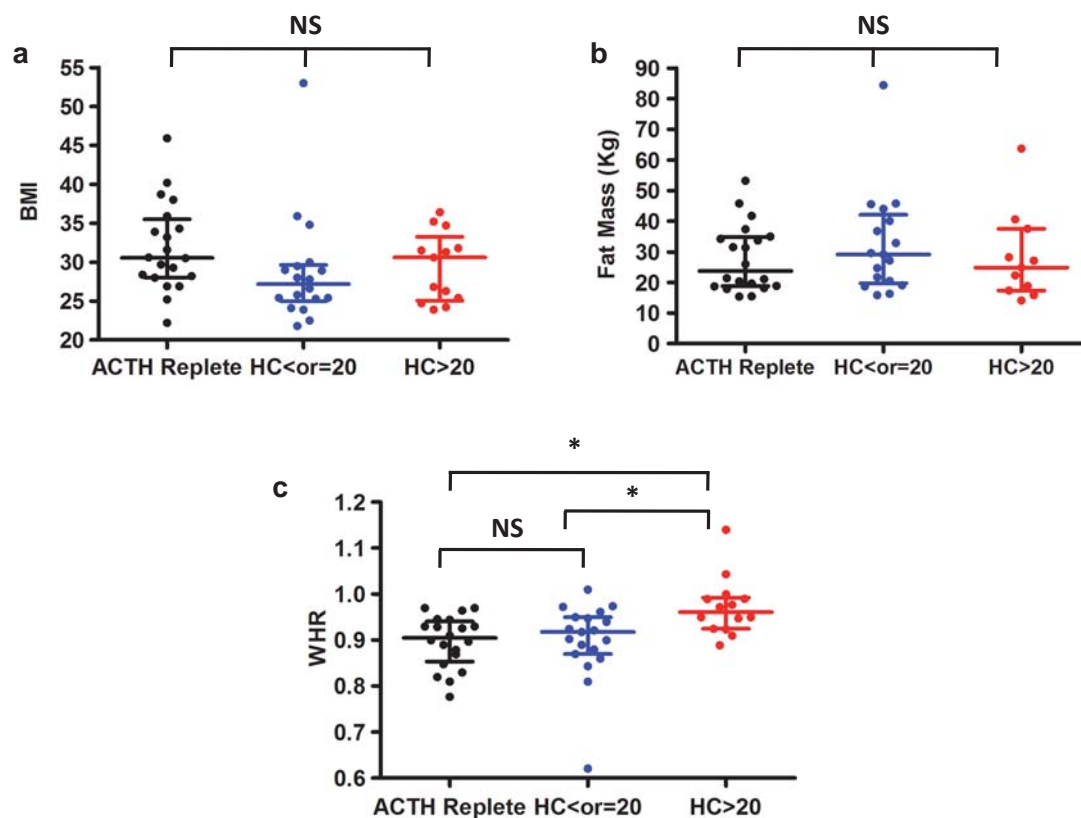 NS
a
55
50
45
40
35
30
25
20
BMI
ACTH Replete HC<or=20 HC>20
NS
b
90
80
70
60
50
40
30
20
10
0
Fat Mass (Kg)
ACTH Replete HC<or=20 HC>20
*
c
*
NS
1.2
1.1
1.0
0.9
0.8
0.7
0.6
WHR
ACTH Replete HC<or=20 HC>20